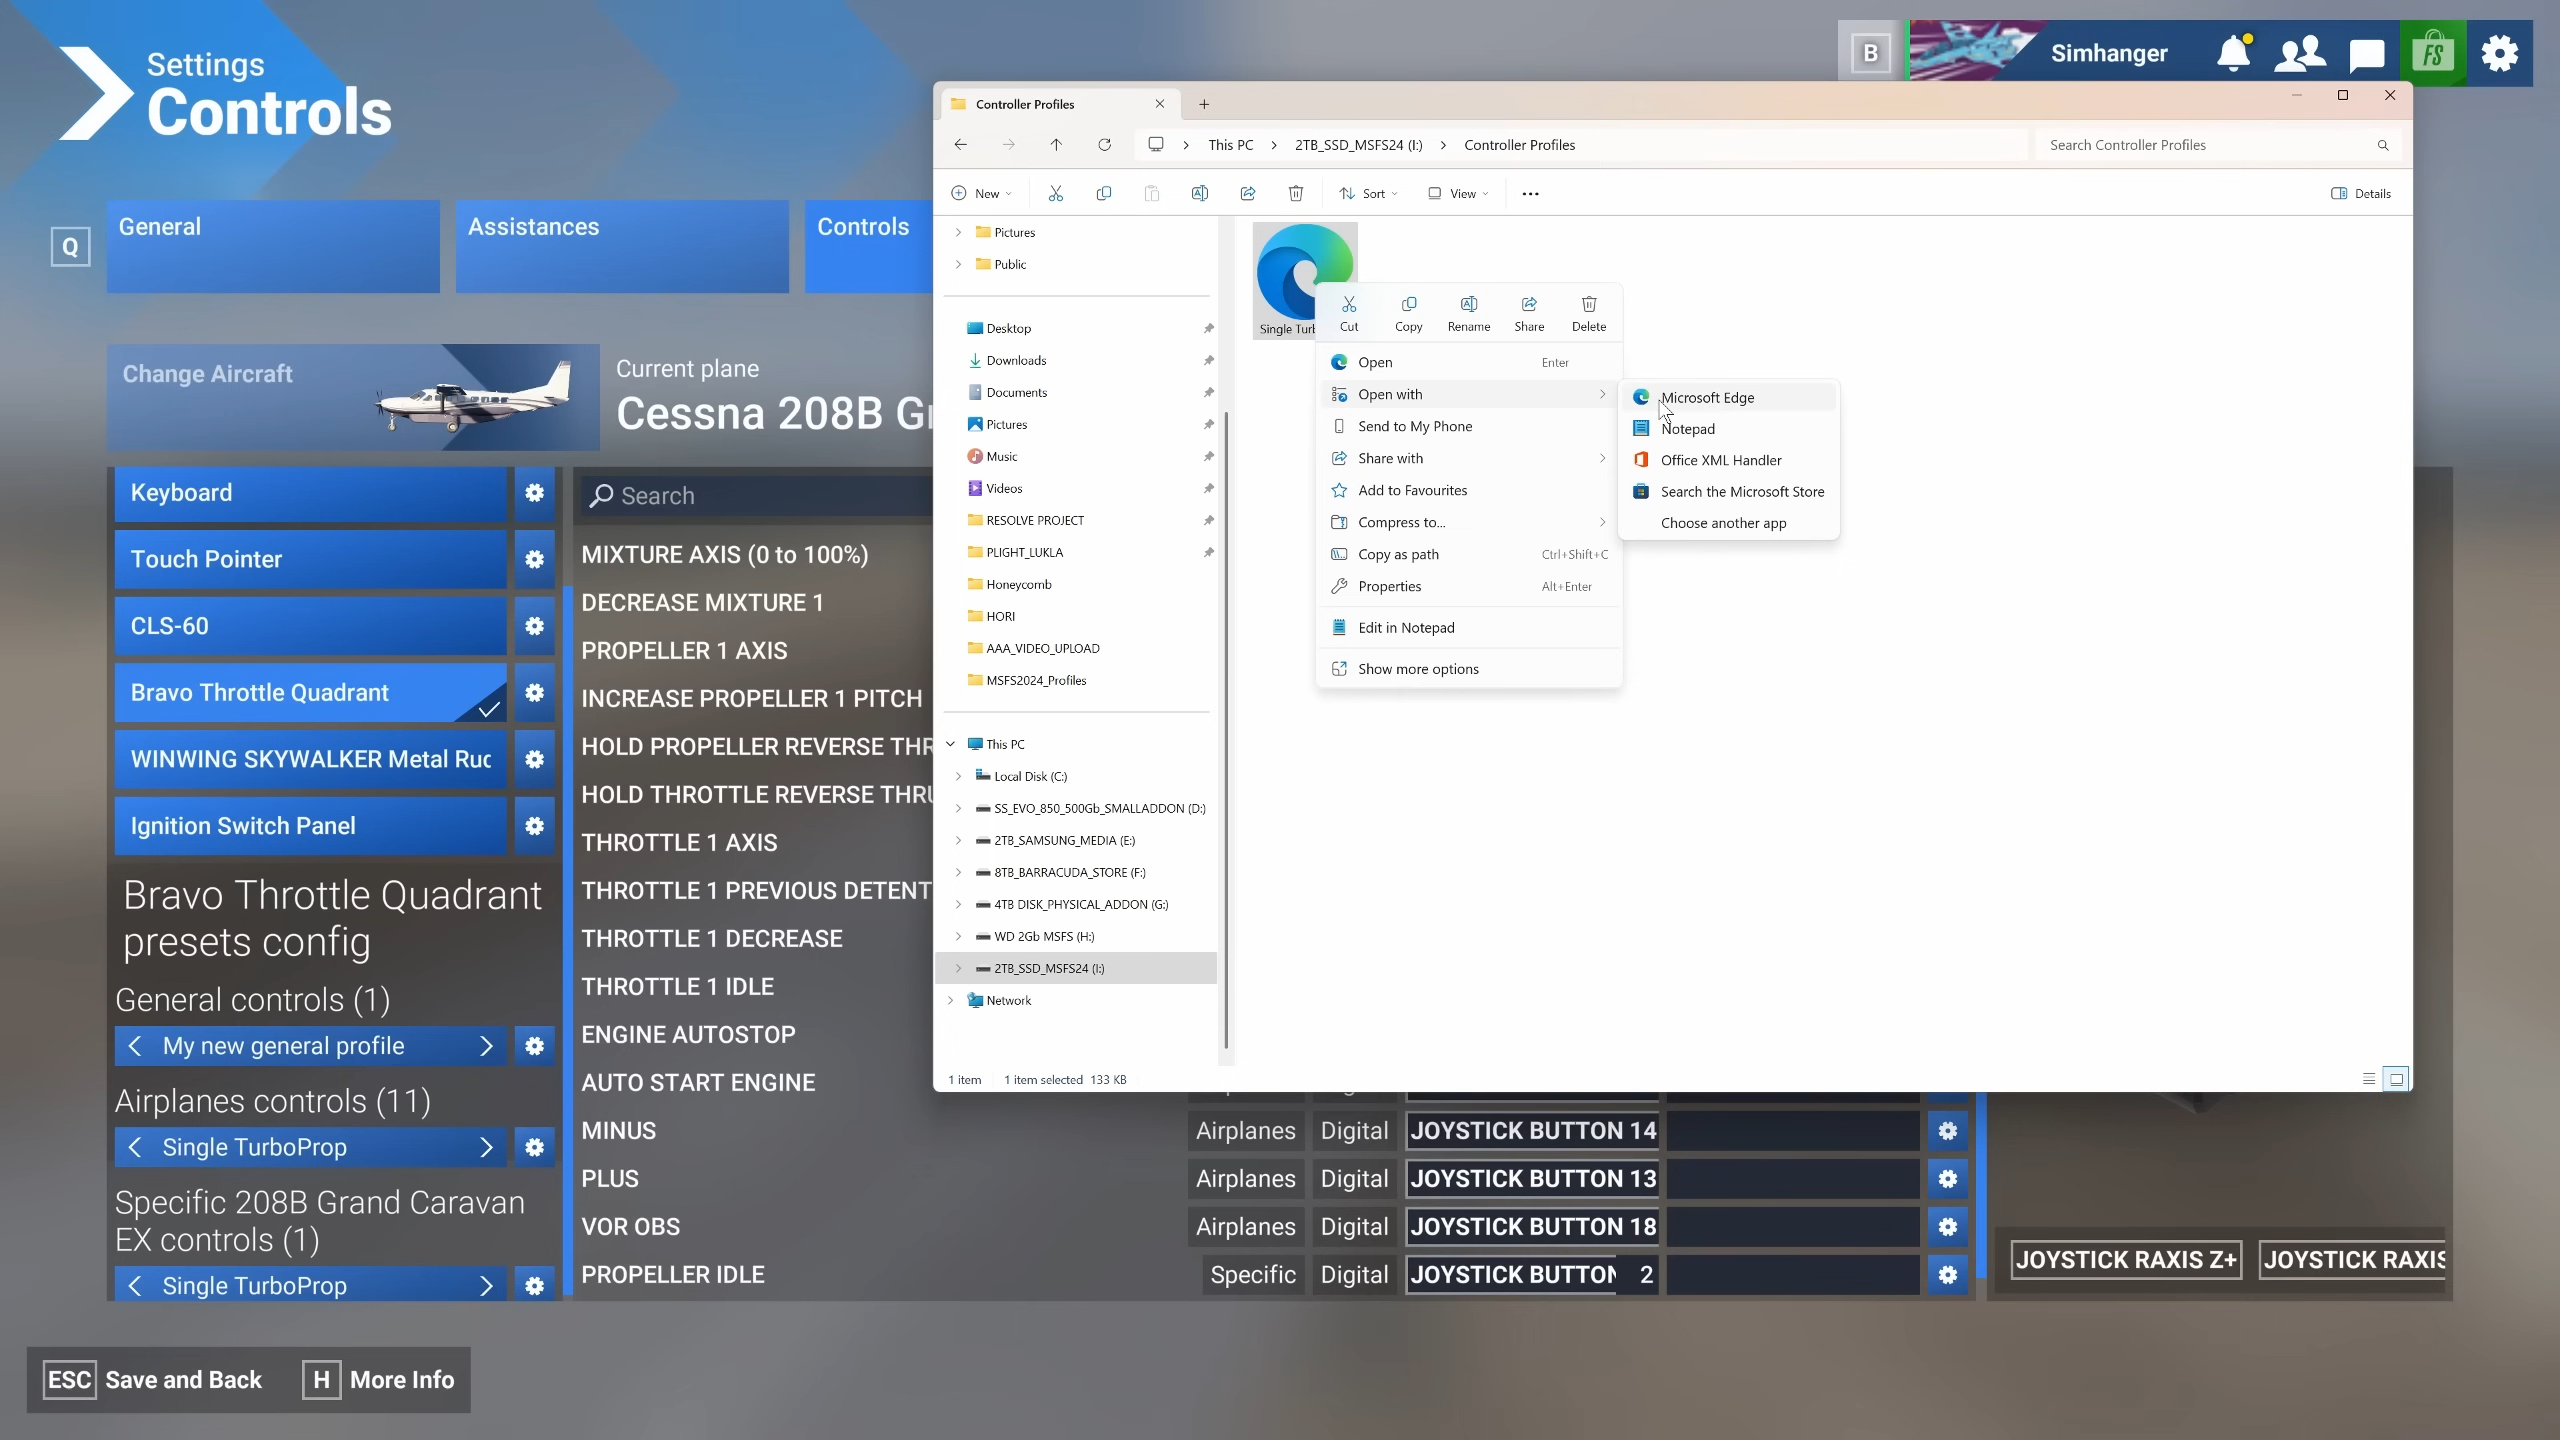 Settings
Controls
B
Simhanger
FS
Q
General
Assistances
Controls
Change Aircraft
Current plane
Cessna 208B Gr
Keyboard
Touch Pointer
CLS-60
Bravo Throttle Quadrant
WINWING SKYWALKER Metal Ruc
Ignition Switch Panel
Bravo Throttle Quadrant
presets config
General controls (1)
My new general profile
Airplanes controls (11)
Single TurboProp
Specific 208B Grand Caravan
EX controls (1)
Single TurboProp
Search
MIXTURE AXIS (0 to 100%)
DECREASE MIXTURE 1
PROPELLER 1 AXIS
INCREASE PROPELLER 1 PITCH
HOLD PROPELLER REVERSE THR
HOLD THROTTLE REVERSE THRU
THROTTLE 1 AXIS
THROTTLE 1 PREVIOUS DETENT
THROTTLE 1 DECREASE
THROTTLE 1 IDLE
ENGINE AUTOSTOP
AUTO START ENGINE
MINUS
Airplanes Digital JOYSTICK BUTTON 14
PLUS
Airplanes Digital JOYSTICK BUTTON 13
VOR OBS
Airplanes Digital JOYSTICK BUTTON 18
PROPELLER IDLE
Specific Digital JOYSTICK BUTTON 2
JOYSTICK RAXIS Z+ JOYSTICK RAXIS
ESC Save and Back H More Info
Controller Profiles
This PC > 2TB_SSD_MSFS24 (I:) > Controller Profiles
Search Controller Profiles
New
Sort
View
Details
Pictures
Public
Desktop
Downloads
Documents
Pictures
Music
Videos
RESOLVE PROJECT
PLIGHT_LUKLA
Honeycomb
HORI
AAA_VIDEO_UPLOAD
MSFS2024_Profiles
This PC
Local Disk (C:)
SS_EVO_850_500Gb_SMALLADDON (D:)
2TB_SAMSUNG_MEDIA (E:)
8TB_BARRACUDA_STORE (F:)
4TB DISK_PHYSICAL_ADDON (G:)
WD 2Gb MSFS (H:)
2TB_SSD_MSFS24 (I:)
Network
1 item 1 item selected 133 KB
Single Turb
Cut Copy Rename Share Delete
Open Enter
Open with
Send to My Phone
Share with
Add to Favourites
Compress to...
Copy as path Ctrl+Shift+C
Properties Alt+Enter
Edit in Notepad
Show more options
Microsoft Edge
Notepad
Office XML Handler
Search the Microsoft Store
Choose another app